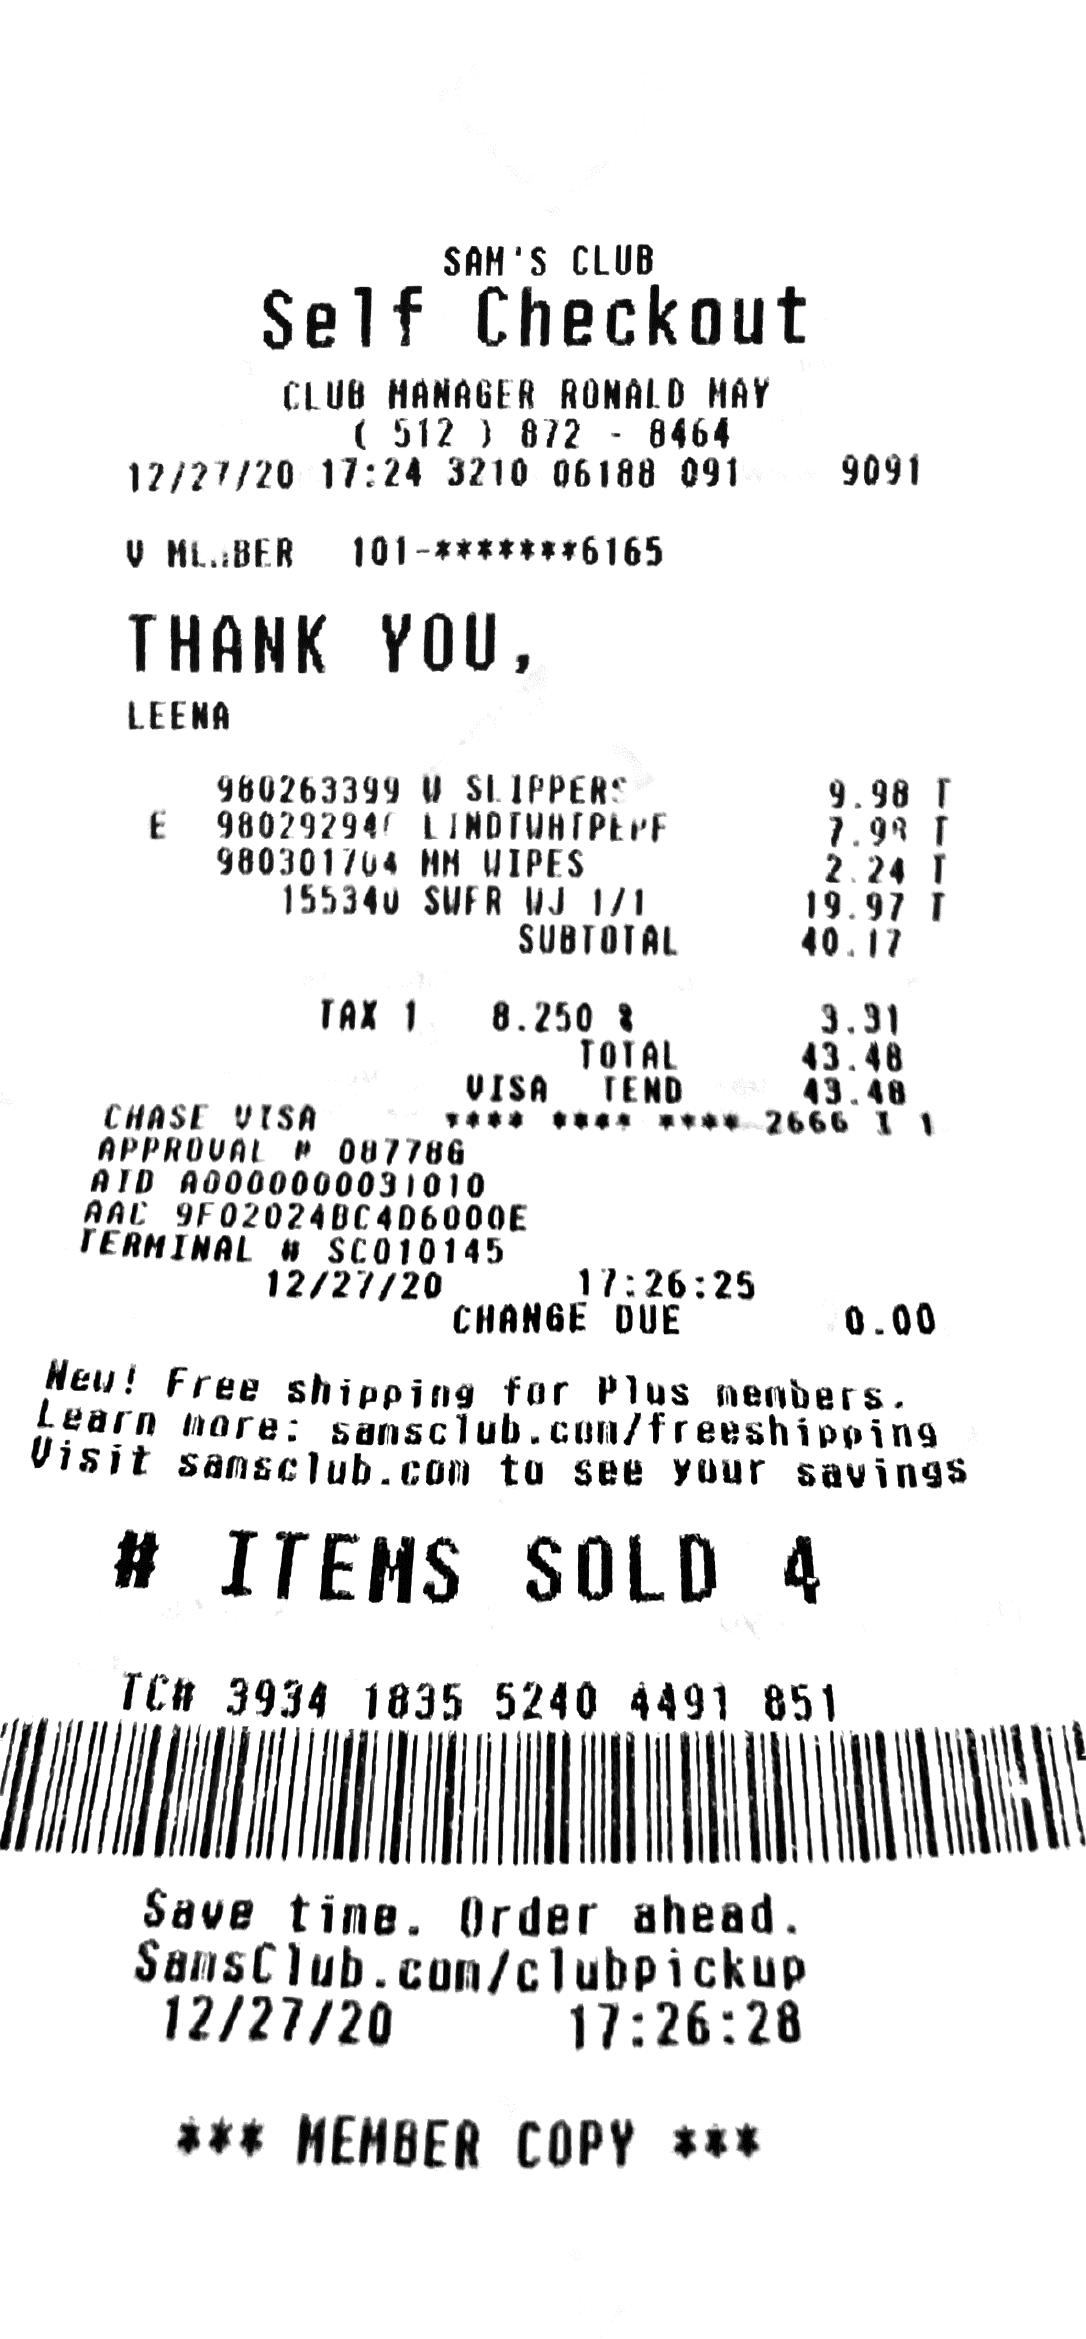 SAM'S CLUB
Self Checkout
CLUB MANAGER RONALD MAY
( 512 ) 872 - 8464
12/27/20 17:24 3210 06188 091 9091
V 101-*******6165
THANK YOU,
LEENA
980263399 W SLIPPERS 9.98 T
E 7.98 T
980301704 MM WIPES 2.24 T
155340 SWFR WJ 1/1 19.97 T
SUBTOTAL 40.17
TAX 1 8.250 % 3.31
TOTAL 43.48
VISA TEND 43.48
CHASE VISA **** **** **** 2666 I 1
APPROVAL # 08778G
AID A0000000031010
AAC 9F02024BC4D6000E
TERMINAL # SC010145
12/27/20 17:26:25
CHANGE DUE 0.00
New! Free shipping for Plus members.
Learn more: samsclub.com/freeshipping
Visit samsclub.com to see your savings
# ITEMS SOLD 4
TC# 3934 1835 5240 4491 851
Save time. Order ahead.
SamsClub.com/clubpickup
12/27/20 17:26:28
*** MEMBER COPY ***